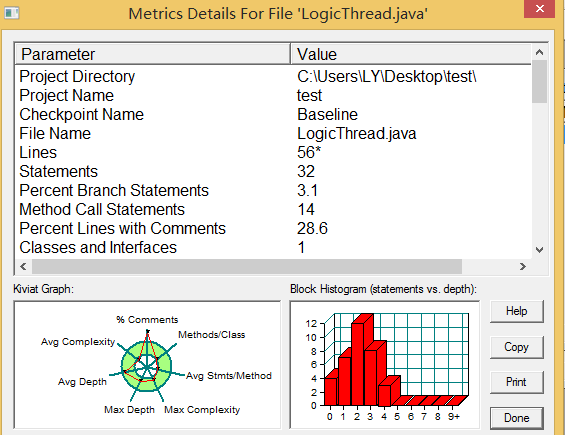 Metrics Details For File 'LogicThread.java'
Parameter Value
Project Directory C:\Users\LY\Desktop\test\
Project Name test
Checkpoint Name Baseline
File Name LogicThread.java
Lines 56*
Statements 32
Percent Branch Statements 3.1
Method Call Statements 14
Percent Lines with Comments 28.6
Classes and Interfaces 1
Kiviat Graph:
% Comments
Methods/Class
Avg Complexity
Avg Stmts/Method
Avg Depth
Max Complexity
Max Depth
Block Histogram (statements vs. depth):
12
10
8
6
4
2
0
0 1 2 3 4 5 6 7 8 9+
Help
Copy
Print
Done